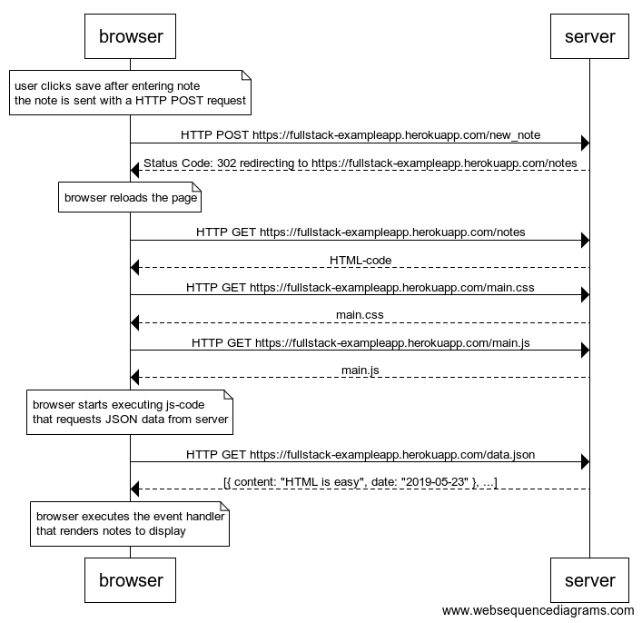 browser
server
user clicks save after entering note
the note is sent with a HTTP POST request
HTTP POST https://fullstack-exampleapp.herokuapp.com/new_note
Status Code: 302 redirecting to https://fullstack-exampleapp.herokuapp.com/notes
browser reloads the page
HTTP GET https://fullstack-exampleapp.herokuapp.com/notes
HTML-code
HTTP GET https://fullstack-exampleapp.herokuapp.com/main.css
main.css
HTTP GET https://fullstack-exampleapp.herokuapp.com/main.js
main.js
browser starts executing js-code
that requests JSON data from server
HTTP GET https://fullstack-exampleapp.herokuapp.com/data.json
[{ content: "HTML is easy", date: "2019-05-23" }, ...]
browser executes the event handler
that renders notes to display
browser
server
www.websequencediagrams.com